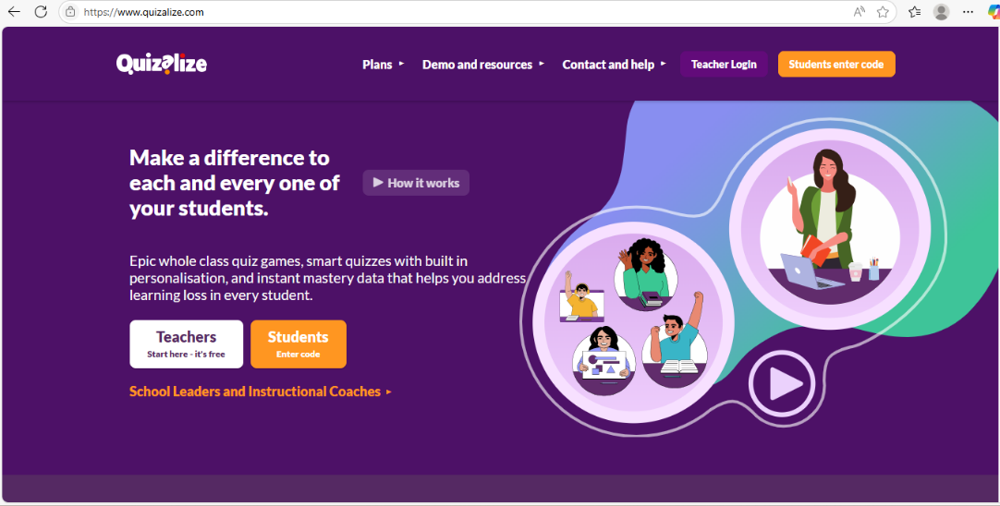 https://www.quizalize.com
Quizalize
Plans
Demo and resources
Contact and help
Teacher Login
Students enter code
Make a difference to
each and every one of
your students.
How it works
Epic whole class quiz games, smart quizzes with built in
personalisation, and instant mastery data that helps you address
learning loss in every student.
Teachers
Start here - it's free
Students
Enter code
School Leaders and Instructional Coaches